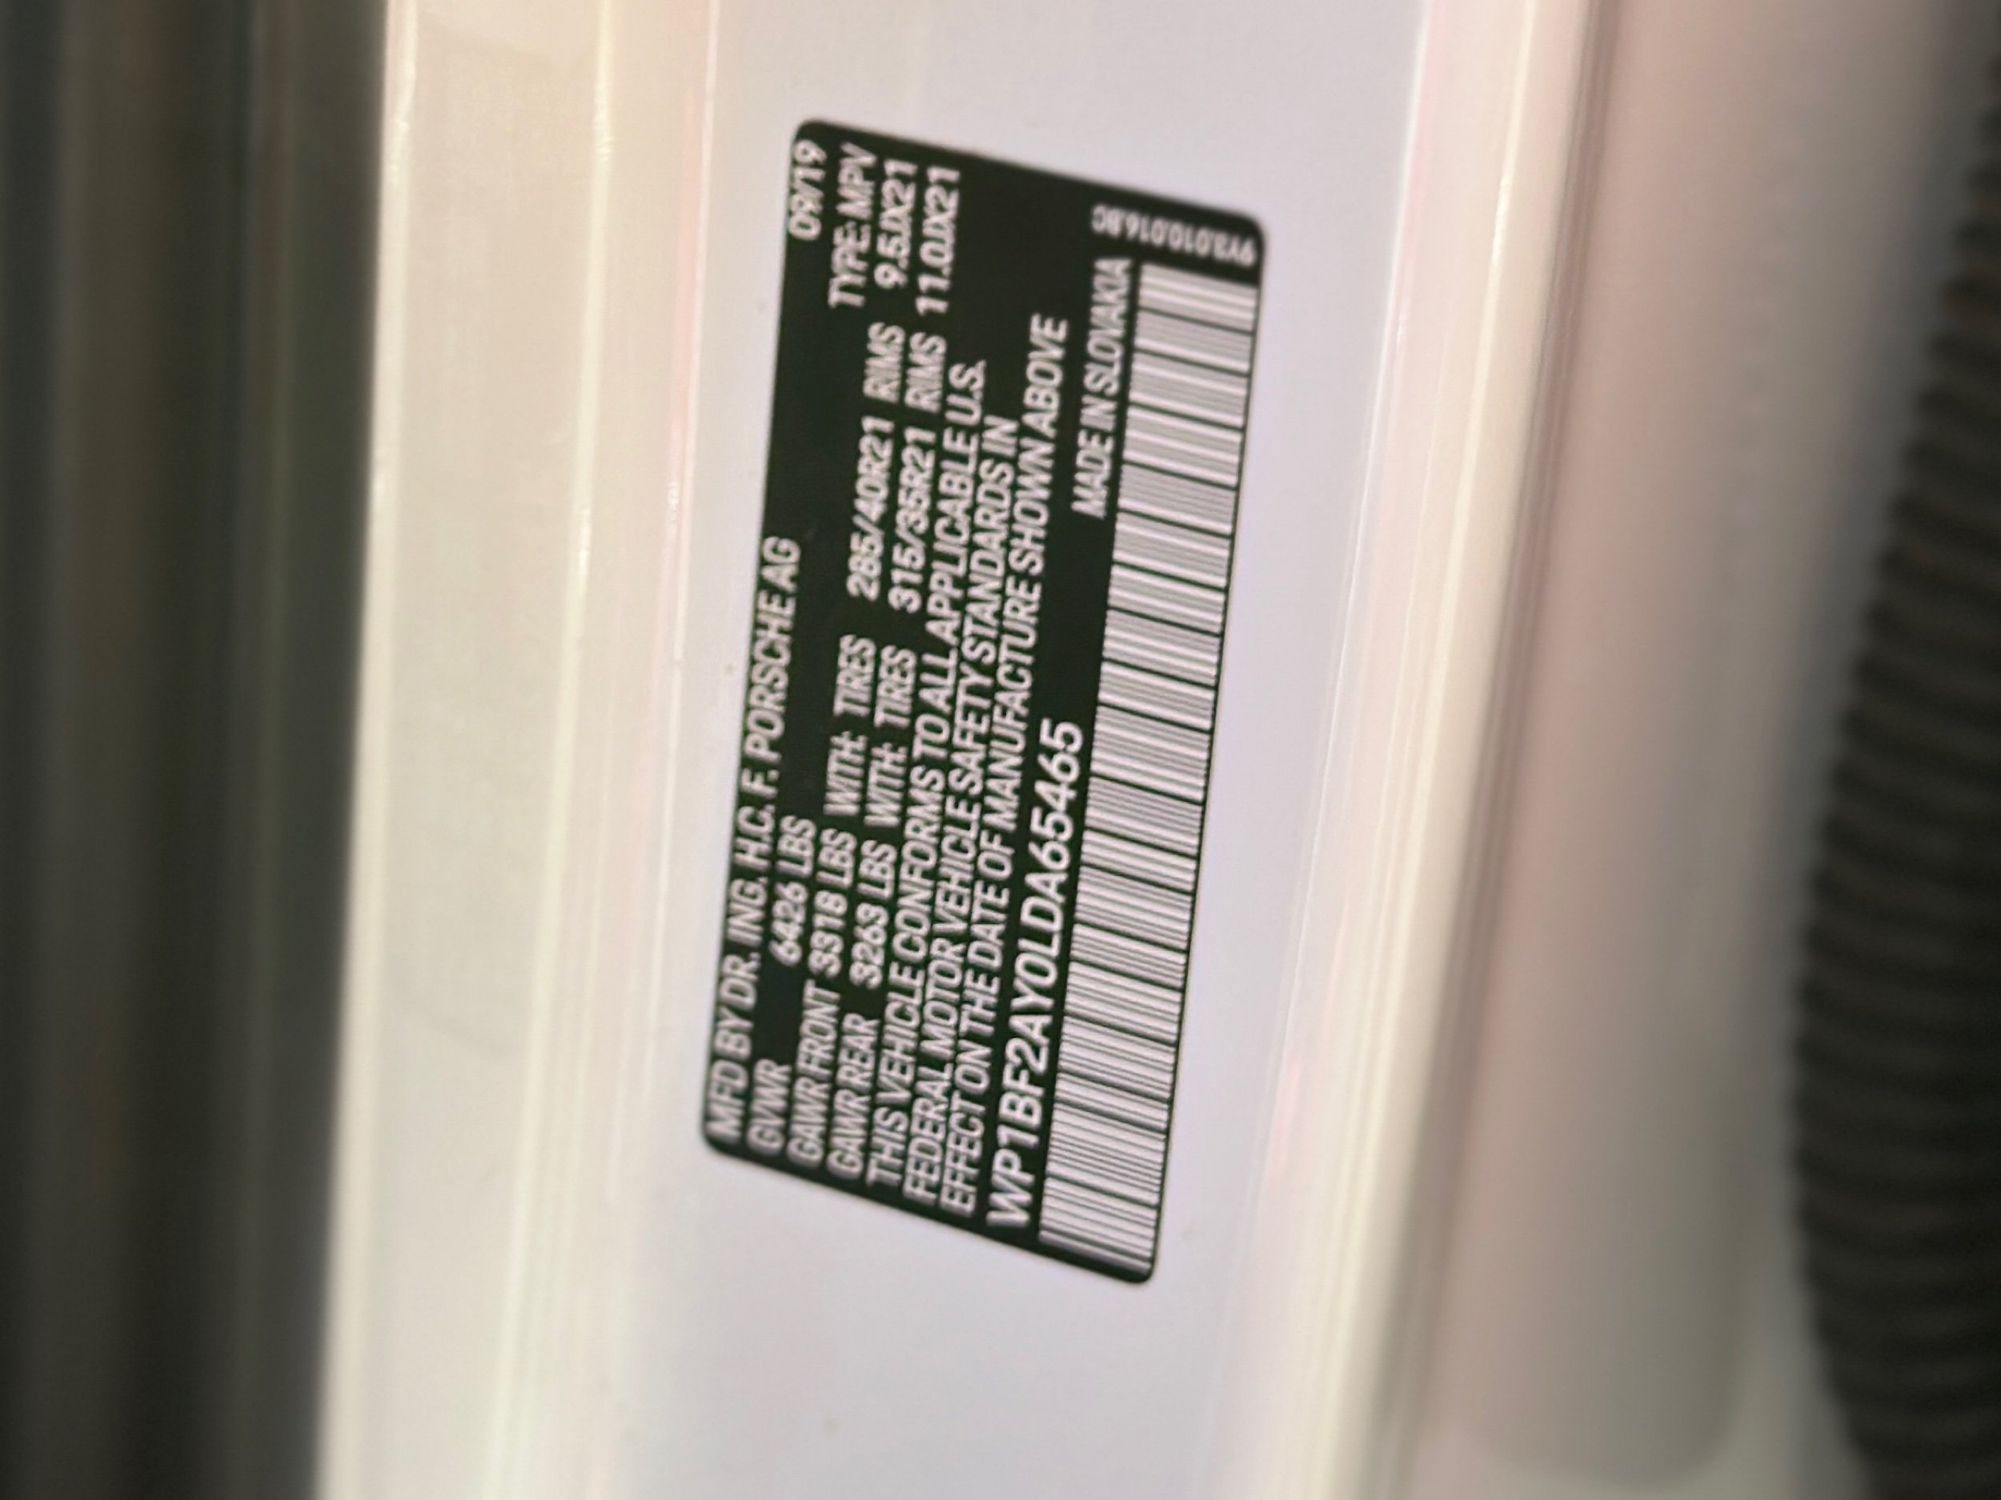 MFD BY DR. ING. H.C. F. PORSCHE AG 09/19
GVWR 6426 LBS TYPE: MPV
GAWR FRONT 3318 LBS WITH: TIRES 285/40R21 RIMS 9.5JX21
GAWR REAR 3263 LBS WITH: TIRES 315/35R21 RIMS 11.0JX21
THIS VEHICLE CONFORMS TO ALL APPLICABLE U.S.
FEDERAL MOTOR VEHICLE SAFETY STANDARDS IN
EFFECT ON THE DATE OF MANUFACTURE SHOWN ABOVE
WP1BF2AY0LDA65465 MADE IN SLOVAKIA
9Y3.010.016.BC